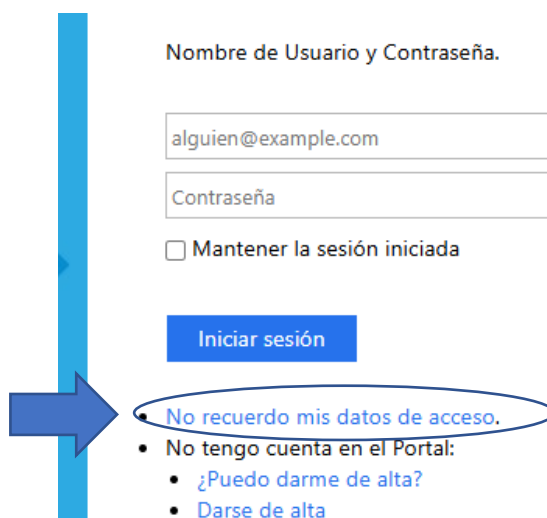 Nombre de Usuario y Contraseña.
alguien@example.com
Contraseña
Mantener la sesión iniciada
Iniciar sesión
No recuerdo mis datos de acceso.
No tengo cuenta en el Portal:
¿Puedo darme de alta?
Darse de alta